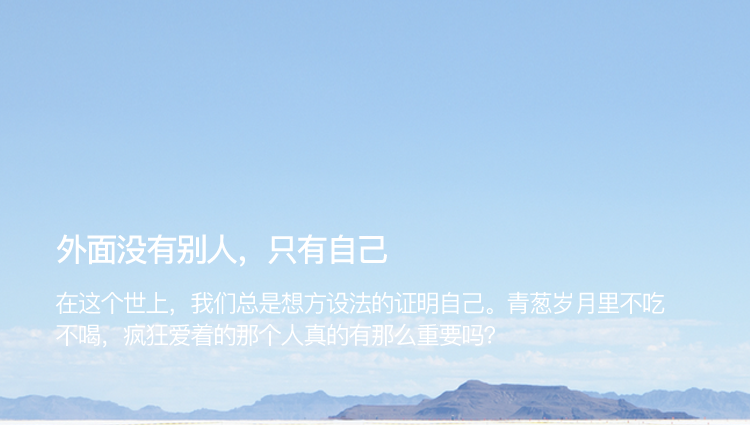 外面没有别人，只有自己
在这个世上，我们总是想方设法的证明自己。青葱岁月里不吃
不喝，疯狂爱着的那个人真的有那么重要吗？